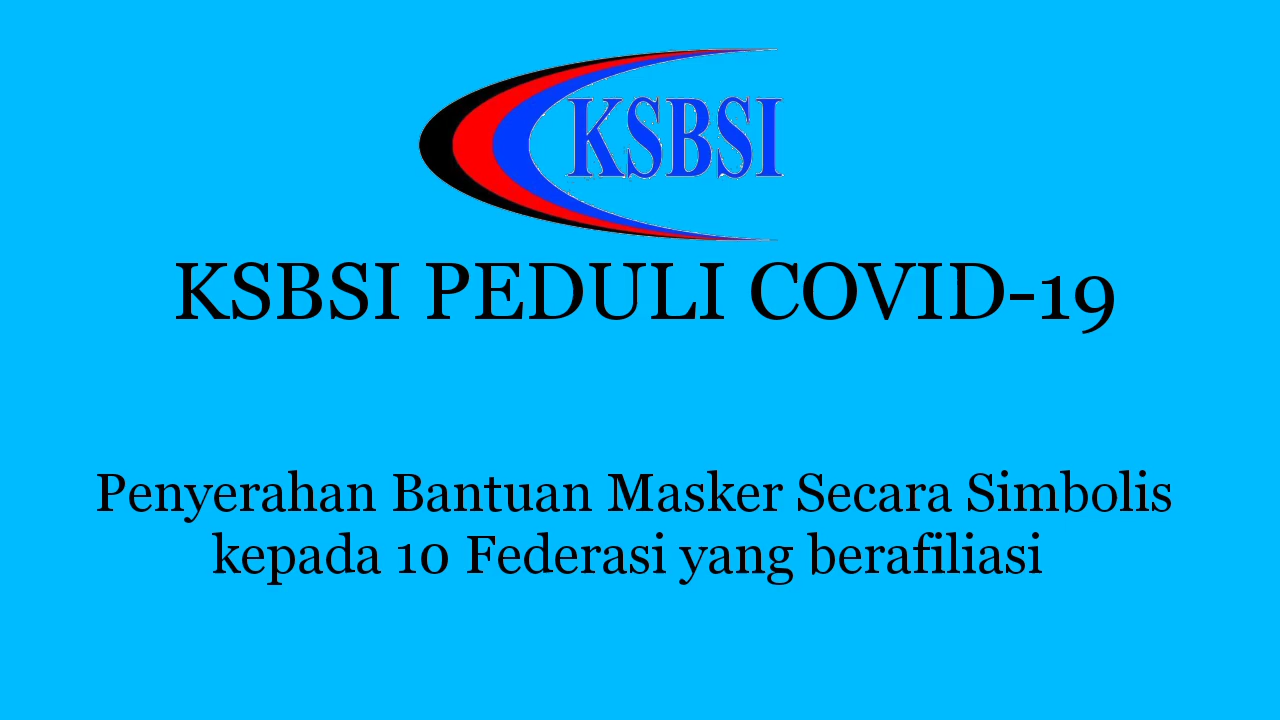 KSBSI
KSBSI PEDULI COVID-19
Penyerahan Bantuan Masker Secara Simbolis
kepada 10 Federasi yang berafiliasi